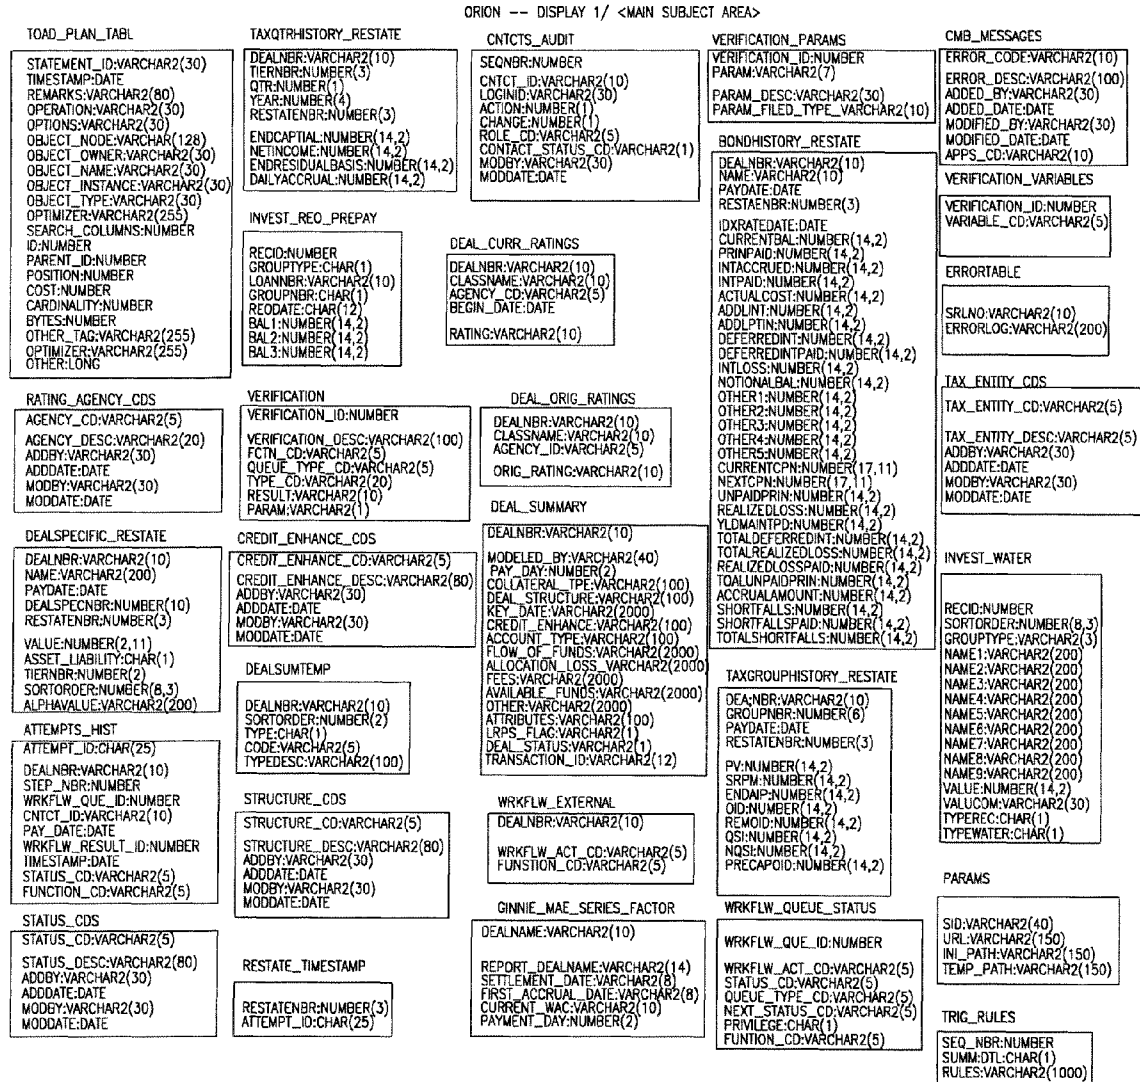 ORION -- DISPLAY 1/ <MAIN SUBJECT AREA>
TOAD_PLAN_TABL
STATEMENT_ID:VARCHAR2(30)
TIMESTAMP:DATE
REMARKS:VARCHAR2(80)
OPERATION:VARCHAR2(30)
OPTIONS:VARCHAR2(30)
OBJECT_NODE:VARCHAR(128)
OBJECT_OWNER:VARCHAR2(30)
OBJECT_NAME:VARCHAR2(30)
OBJECT_INSTANCE:VARCHAR2(30)
OBJECT_TYPE:VARCHAR2(30)
OPTIMIZER:VARCHAR2(255)
SEARCH_COLUMNS:NUMBER
ID:NUMBER
PARENT_ID:NUMBER
POSITION:NUMBER
COST:NUMBER
CARDINALITY:NUMBER
BYTES:NUMBER
OTHER_TAG:VARCHAR2(255)
OPTIMIZER:VARCHAR2(255)
OTHER:LONG
RATING_AGENCY_CDS
AGENCY_CD:VARCHAR2(5)
AGENCY_DESC:VARCHAR2(20)
ADDBY:VARCHAR2(30)
ADDDATE:DATE
MODBY:VARCHAR2(30)
MODDATE:DATE
DEALSPECIFIC_RESTATE
DEALNBR:VARCHAR2(10)
NAME:VARCHAR2(200)
PAYDATE:DATE
DEALSPECNBR:NUMBER(10)
RESTATENBR:NUMBER(3)
VALUE:NUMBER(2,11)
ASSET_LIABILITY:CHAR(1)
TIERNBR:NUMBER(2)
SORTORDER:NUMBER(8,3)
ALPHAVALUE:VARCHAR2(200)
ATTEMPTS_HIST
ATTEMPT_ID:CHAR(25)
DEALNBR:VARCHAR2(10)
STEP_NBR:NUMBER
WRKFLW_QUE_ID:NUMBER
CNTCT_ID:VARCHAR2(10)
PAY_DATE:DATE
WRKFLW_RESULT_ID:NUMBER
TIMESTAMP:DATE
STATUS_CD:VARCHAR2(5)
FUNCTION_CD:VARCHAR2(5)
STATUS_CDS
STATUS_CD:VARCHAR2(5)
STATUS_DESC:VARCHAR2(80)
ADDBY:VARCHAR2(30)
ADDDATE:DATE
MODBY:VARCHAR2(30)
MODDATE:DATE
TAXQTRHISTORY_RESTATE
DEALNBR:VARCHAR2(10)
TIERNBR:NUMBER(3)
QTR:NUMBER(1)
YEAR:NUMBER(4)
RESTATENBR:NUMBER(3)
ENDCAPTIAL:NUMBER(14,2)
NETINCOME:NUMBER(14,2)
ENDRESIDUALBASIS:NUMBER(14,2)
DAILYACCRUAL:NUMBER(14,2)
INVEST_REO_PREPAY
RECID:NUMBER
GROUPTYPE:CHAR(1)
LOANNBR:VARCHAR2(10)
GROUPNBR:CHAR(1)
REODATE:CHAR(12)
BAL1:NUMBER(14,2)
BAL2:NUMBER(14,2)
BAL3:NUMBER(14,2)
VERIFICATION
VERIFICATION_ID:NUMBER
VERIFICATION_DESC:VARCHAR2(100)
FCTN_CD:VARCHAR2(5)
QUEUE_TYPE_CD:VARCHAR2(5)
TYPE_CD:VARCHAR2(20)
RESULT:VARCHAR2(10)
PARAM:VARCHAR2(1)
CREDIT_ENHANCE_CDS
CREDIT_ENHANCE_CD:VARCHAR2(5)
CREDIT_ENHANCE_DESC:VARCHAR2(80)
ADDBY:VARCHAR2(30)
ADDDATE:DATE
MODBY:VARCHAR2(30)
MODDATE:DATE
DEALSUMTEMP
DEALNBR:VARCHAR2(10)
SORTORDER:NUMBER(2)
TYPE:CHAR(1)
CODE:VARCHAR2(5)
TYPEDESC:VARCHAR2(100)
STRUCTURE_CDS
STRUCTURE_CD:VARCHAR2(5)
STRUCTURE_DESC:VARCHAR2(80)
ADDBY:VARCHAR2(30)
ADDDATE:DATE
MODBY:VARCHAR2(30)
MODDATE:DATE
RESTATE_TIMESTAMP
RESTATENBR:NUMBER(3)
ATTEMPT_ID:CHAR(25)
CNTCTS_AUDIT
SEQNBR:NUMBER
CNTCT_ID:VARCHAR2(10)
LOGINID:VARCHAR2(30)
ACTION:NUMBER(1)
CHANGE:NUMBER(1)
ROLE_CD:VARCHAR2(5)
CONTACT_STATUS_CD:VARCHAR2(1)
MODBY:VARCHAR2(30)
MODDATE:DATE
DEAL_CURR_RATINGS
DEALNBR:VARCHAR2(10)
CLASSNAME:VARCHAR2(10)
AGENCY_CD:VARCHAR2(5)
BEGIN_DATE:DATE
RATING:VARCHAR2(10)
DEAL_ORIG_RATINGS
DEALNBR:VARCHAR2(10)
CLASSNAME:VARCHAR2(10)
AGENCY_ID:VARCHAR2(5)
ORIG_RATING:VARCHAR2(10)
DEAL_SUMMARY
DEALNBR:VARCHAR2(10)
MODELED_BY:VARCHAR2(40)
PAY_DAY:NUMBER(2)
COLLATERAL_TPE:VARCHAR2(100)
DEAL_STRUCTURE:VARCHAR2(100)
KEY_DATE:VARCHAR2(2000)
CREDIT_ENHANCE:VARCHAR2(100)
ACCOUNT_TYPE:VARCHAR2(100)
FLOW_OF_FUNDS:VARCHAR2(2000)
ALLOCATION_LOSS_VARCHAR2(2000)
FEES:VARCHAR2(2000)
AVAILABLE_FUNDS:VARCHAR2(2000)
OTHER:VARCHAR2(2000)
ATTRIBUTES:VARCHAR2(100)
LRPS_FLAG:VARCHAR2(1)
DEAL_STATUS:VARCHAR2(1)
TRANSACTION_ID:VARCHAR2(12)
WRKFLW_EXTERNAL
DEALNBR:VARCHAR2(10)
WRKFLW_ACT_CD:VARCHAR2(5)
FUNSTION_CD:VARCHAR2(5)
GINNIE_MAE_SERIES_FACTOR
DEALNAME:VARCHAR2(10)
REPORT_DEALNAME:VARCHAR2(14)
SETTLEMENT_DATE:VARCHAR2(8)
FIRST_ACCRUAL_DATE:VARCHAR2(8)
CURRENT_WAC:VARCHAR2(10)
PAYMENT_DAY:NUMBER(2)
VERIFICATION_PARAMS
VERIFICATION_ID:NUMBER
PARAM:VARCHAR2(7)
PARAM_DESC:VARCHAR2(30)
PARAM_FILED_TYPE_VARCHAR2(10)
BONDHISTORY_RESTATE
DEALNBR:VARCHAR2(10)
NAME:VARCHAR2(10)
PAYDATE:DATE
RESTAENBR:NUMBER(3)
IDXRATEDATE:DATE
CURRENTBAL:NUMBER(14,2)
PRINPAID:NUMBER(14,2)
INTACCRUED:NUMBER(14,2)
INTPAID:NUMBER(14,2)
ACTUALCOST:NUMBER(14,2)
ADDLINT:NUMBER(14,2)
ADDLPTIN:NUMBER(14,2)
DEFERREDINT:NUMBER(14,2)
DEFERREDINTPAID:NUMBER(14,2)
INTLOSS:NUMBER(14,2)
NOTIONALBAL:NUMBER(14,2)
OTHER1:NUMBER(14,2)
OTHER2:NUMBER(14,2)
OTHER3:NUMBER(14,2)
OTHER4:NUMBER(14,2)
OTHER5:NUMBER(14,2)
CURRENTCPN:NUMBER(17,11)
NEXTCPN:NUMBER(17,11)
UNPAIDPRIN:NUMBER(14,2)
REALIZEDLOSS:NUMBER(14,2)
YLDMAINTPD:NUMBER(14,2)
TOTALDEFERREDINT:NUMBER(14,2)
TOTALREALIZEDLOSS:NUMBER(14,2)
REALIZEDLOSSPAID:NUMBER(14,2)
TOALUNPAIDPRIN:NUMBER(14,2)
ACCRUALAMOUNT:NUMBER(14,2)
SHORTFALLS:NUMBER(14,2)
SHORTFALLSPAID:NUMBER(14,2)
TOTALSHORTFALLS:NUMBER(14,2)
TAXGROUPHISTORY_RESTATE
DEA;NBR:VARCHAR2(10)
GROUPNBR:NUMBER(6)
PAYDATE:DATE
RESTATENBR:NUMBER(3)
PV:NUMBER(14,2)
SRPM:NUMBER(14,2)
ENDAIP:NUMBER(14,2)
OID:NUMBER(14,2)
REMOID:NUMBER(14,2)
QSI:NUMBER(14,2)
NQSI:NUMBER(14,2)
PRECAPOID:NUMBER(14,2)
WRKFLW_QUEUE_STATUS
WRKFLW_QUE_ID:NUMBER
WRKFLW_ACT_CD:VARCHAR2(5)
STATUS_CD:VARCHAR2(5)
QUEUE_TYPE_CD:VARCHAR2(5)
NEXT_STATUS_CD:VARCHAR2(5)
PRIVILEGE:CHAR(1)
FUNTION_CD:VARCHAR2(5)
CMB_MESSAGES
ERROR_CODE:VARCHAR2(10)
ERROR_DESC:VARCHAR2(100)
ADDED_BY:VARCHAR2(30)
ADDED_DATE:DATE
MODIFIED_BY:VARCHAR2(30)
MODIFIED_DATE:DATE
APPS_CD:VARCHAR2(10)
VERIFICATION_VARIABLES
VERIFICATION_ID:NUMBER
VARIABLE_CD:VARCHAR2(5)
ERRORTABLE
SRLNO:VARCHAR2(10)
ERRORLOG:VARCHAR2(200)
TAX_ENTITY_CDS
TAX_ENTITY_CD:VARCHAR2(5)
TAX_ENTITY_DESC:VARCHAR2(5)
ADDBY:VARCHAR2(30)
ADDDATE:DATE
MODBY:VARCHAR2(30)
MODDATE:DATE
INVEST_WATER
RECID:NUMBER
SORTORDER:NUMBER(8,3)
GROUPTYPE:VARCHAR2(3)
NAME1:VARCHAR2(200)
NAME2:VARCHAR2(200)
NAME3:VARCHAR2(200)
NAME4:VARCHAR2(200)
NAME5:VARCHAR2(200)
NAME6:VARCHAR2(200)
NAME7:VARCHAR2(200)
NAME8:VARCHAR2(200)
NAME9:VARCHAR2(200)
VALUE:NUMBER(14,2)
VALUCOM:VARCHAR2(30)
TYPEREC:CHAR(1)
TYPEWATER:CHAR(1)
PARAMS
SID:VARCHAR2(40)
URL:VARCHAR2(150)
INI_PATH:VARCHAR2(150)
TEMP_PATH:VARCHAR2(150)
TRIG_RULES
SEQ_NBR:NUMBER
SUMM:DTL:CHAR(1)
RULES:VARCHAR2(1000)